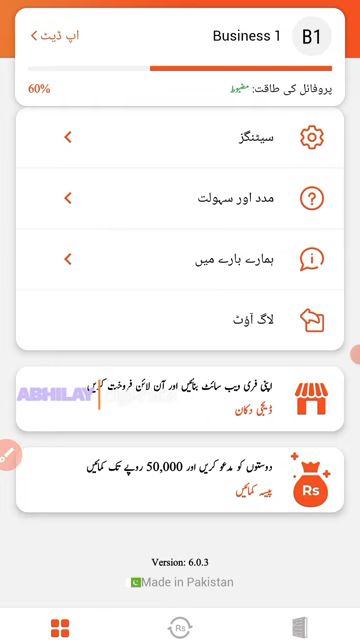 اپ ڈیٹ
Business 1
B1
60%
پروفائل کی طاقت: مضبوط
سیٹنگز
مدد اور سہولت
ہمارے بارے میں
لاگ آؤٹ
اپنی فری ویب سائٹ بنائیں اور آن لائن فروخت کریں
ABHILAY
ڈیجی دکان
دوستوں کو مدعو کریں اور 50,000 روپے تک کمائیں
پیسہ کمائیں
Rs
Version: 6.0.3
Made in Pakistan
Rs